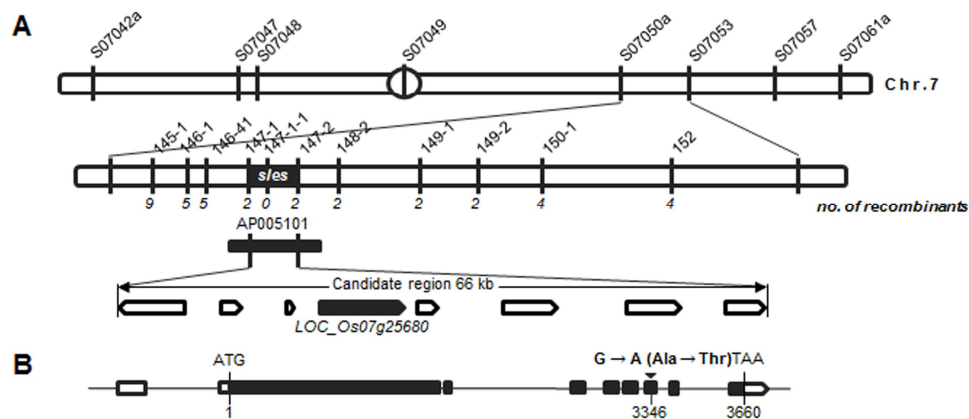 A
S07042a S07047 S07048 S07049 S07050a S07053 S07057 S07061a
Chr.7
145-1 146-1 146-41 147-1 147-1-1 147-2 148-2 149-1 149-2 150-1 152
sles
9 5 5 2 0 2 2 2 2 4 4 no. of recombinants
AP005101
Candidate region 66 kb
LOC_Os07g25680
B
ATG G → A (Ala → Thr) TAA
1 3346 3660